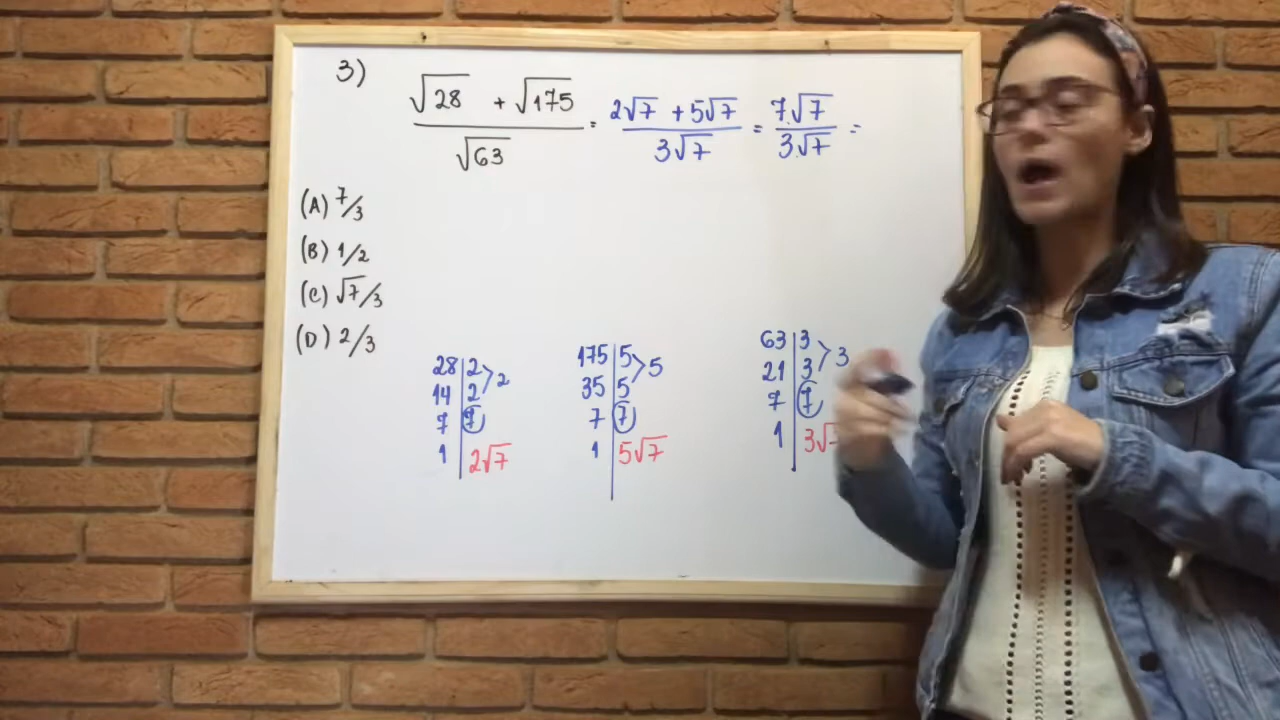 3) (√28 + √175)/√63 = (2√7 + 5√7)/(3√7) = (7.√7)/(3.√7) =
(A) 7/3
(B) 1/2
(C) √7/3
(D) 2/3
28|2
14|2 >2
7|7
1|2√7
175|5
35|5 >5
7|7
1|5√7
63|3
21|3 >3
7|7
1|3√